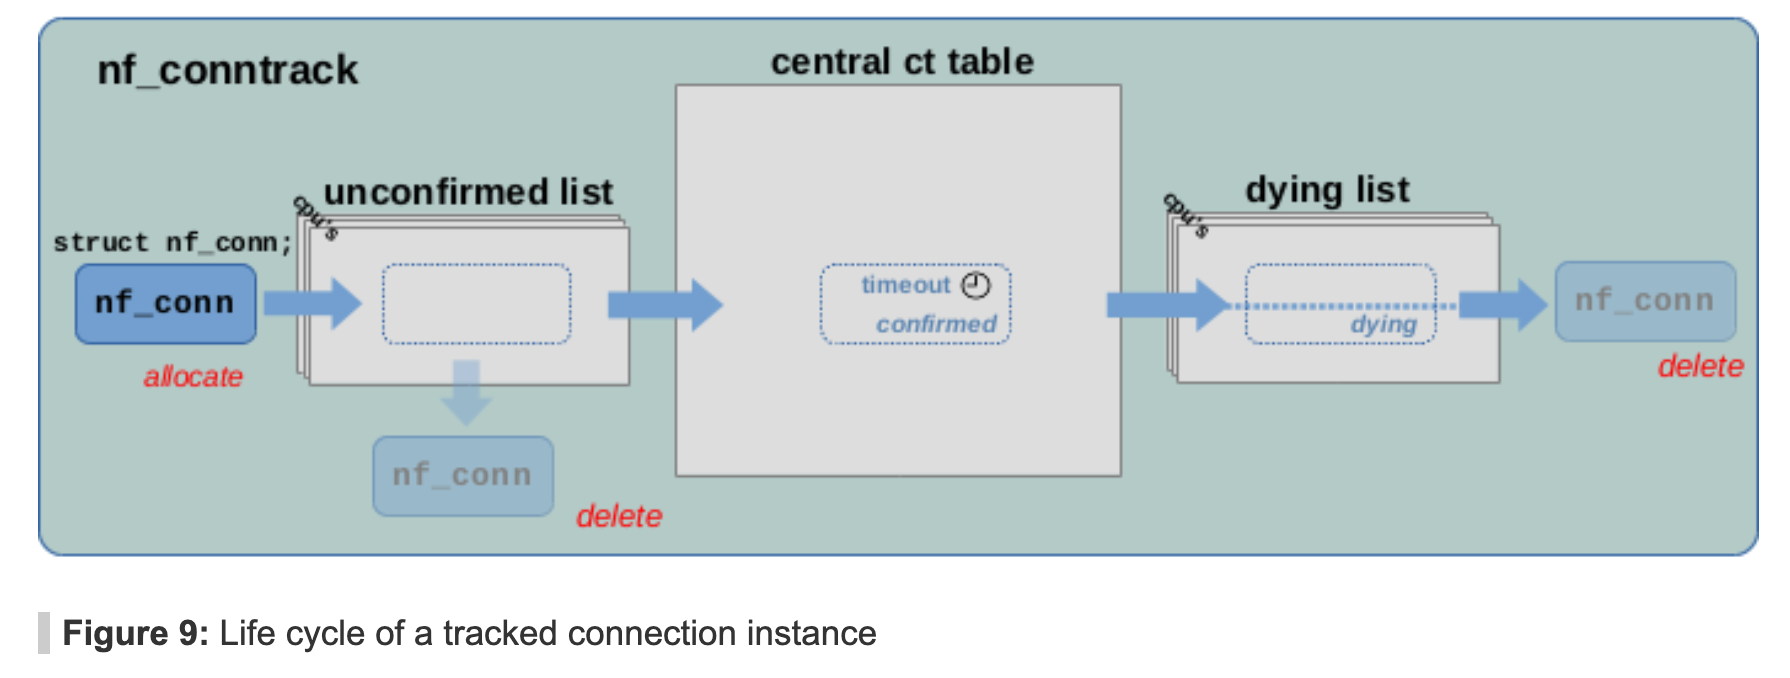 nf_conntrack
central ct table
unconfirmed list
dying list
cpu's
cpu's
struct nf_conn;
nf_conn
timeout
confirmed
dying
nf_conn
allocate
delete
nf_conn
delete
Figure 9: Life cycle of a tracked connection instance